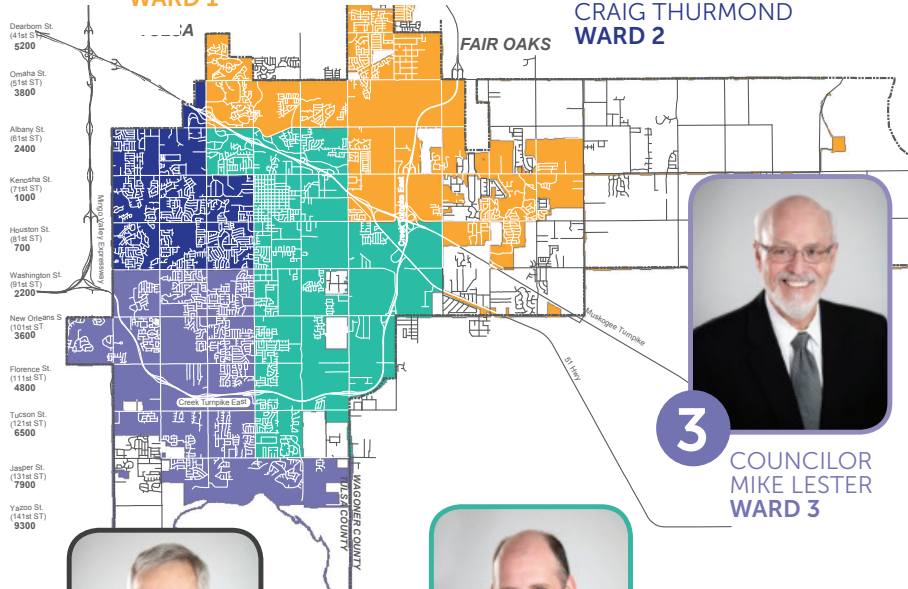 WARD 1
CRAIG THURMOND
WARD 2
FAIR OAKS
Dearborn St.
(41st ST)
5200
Omaha St.
(51st ST)
3800
Albany St.
(61st ST)
2400
Kenosha St.
(71st ST)
1000
Houston St.
(81st ST)
700
Washington St.
(91st ST)
2200
New Orleans S
(101st ST)
3600
Florence St.
(111st ST)
4800
Tucson St.
(121st ST)
6500
Jasper St.
(131st ST)
7900
Yazoo St.
(141st ST)
9300
Mingo Valley Expressway
Creek Turnpike East
Muskogee Turnpike
51 Hwy
Creek Turnpike East
WAGONER COUNTY
TULSA COUNTY
3
COUNCILOR
MIKE LESTER
WARD 3